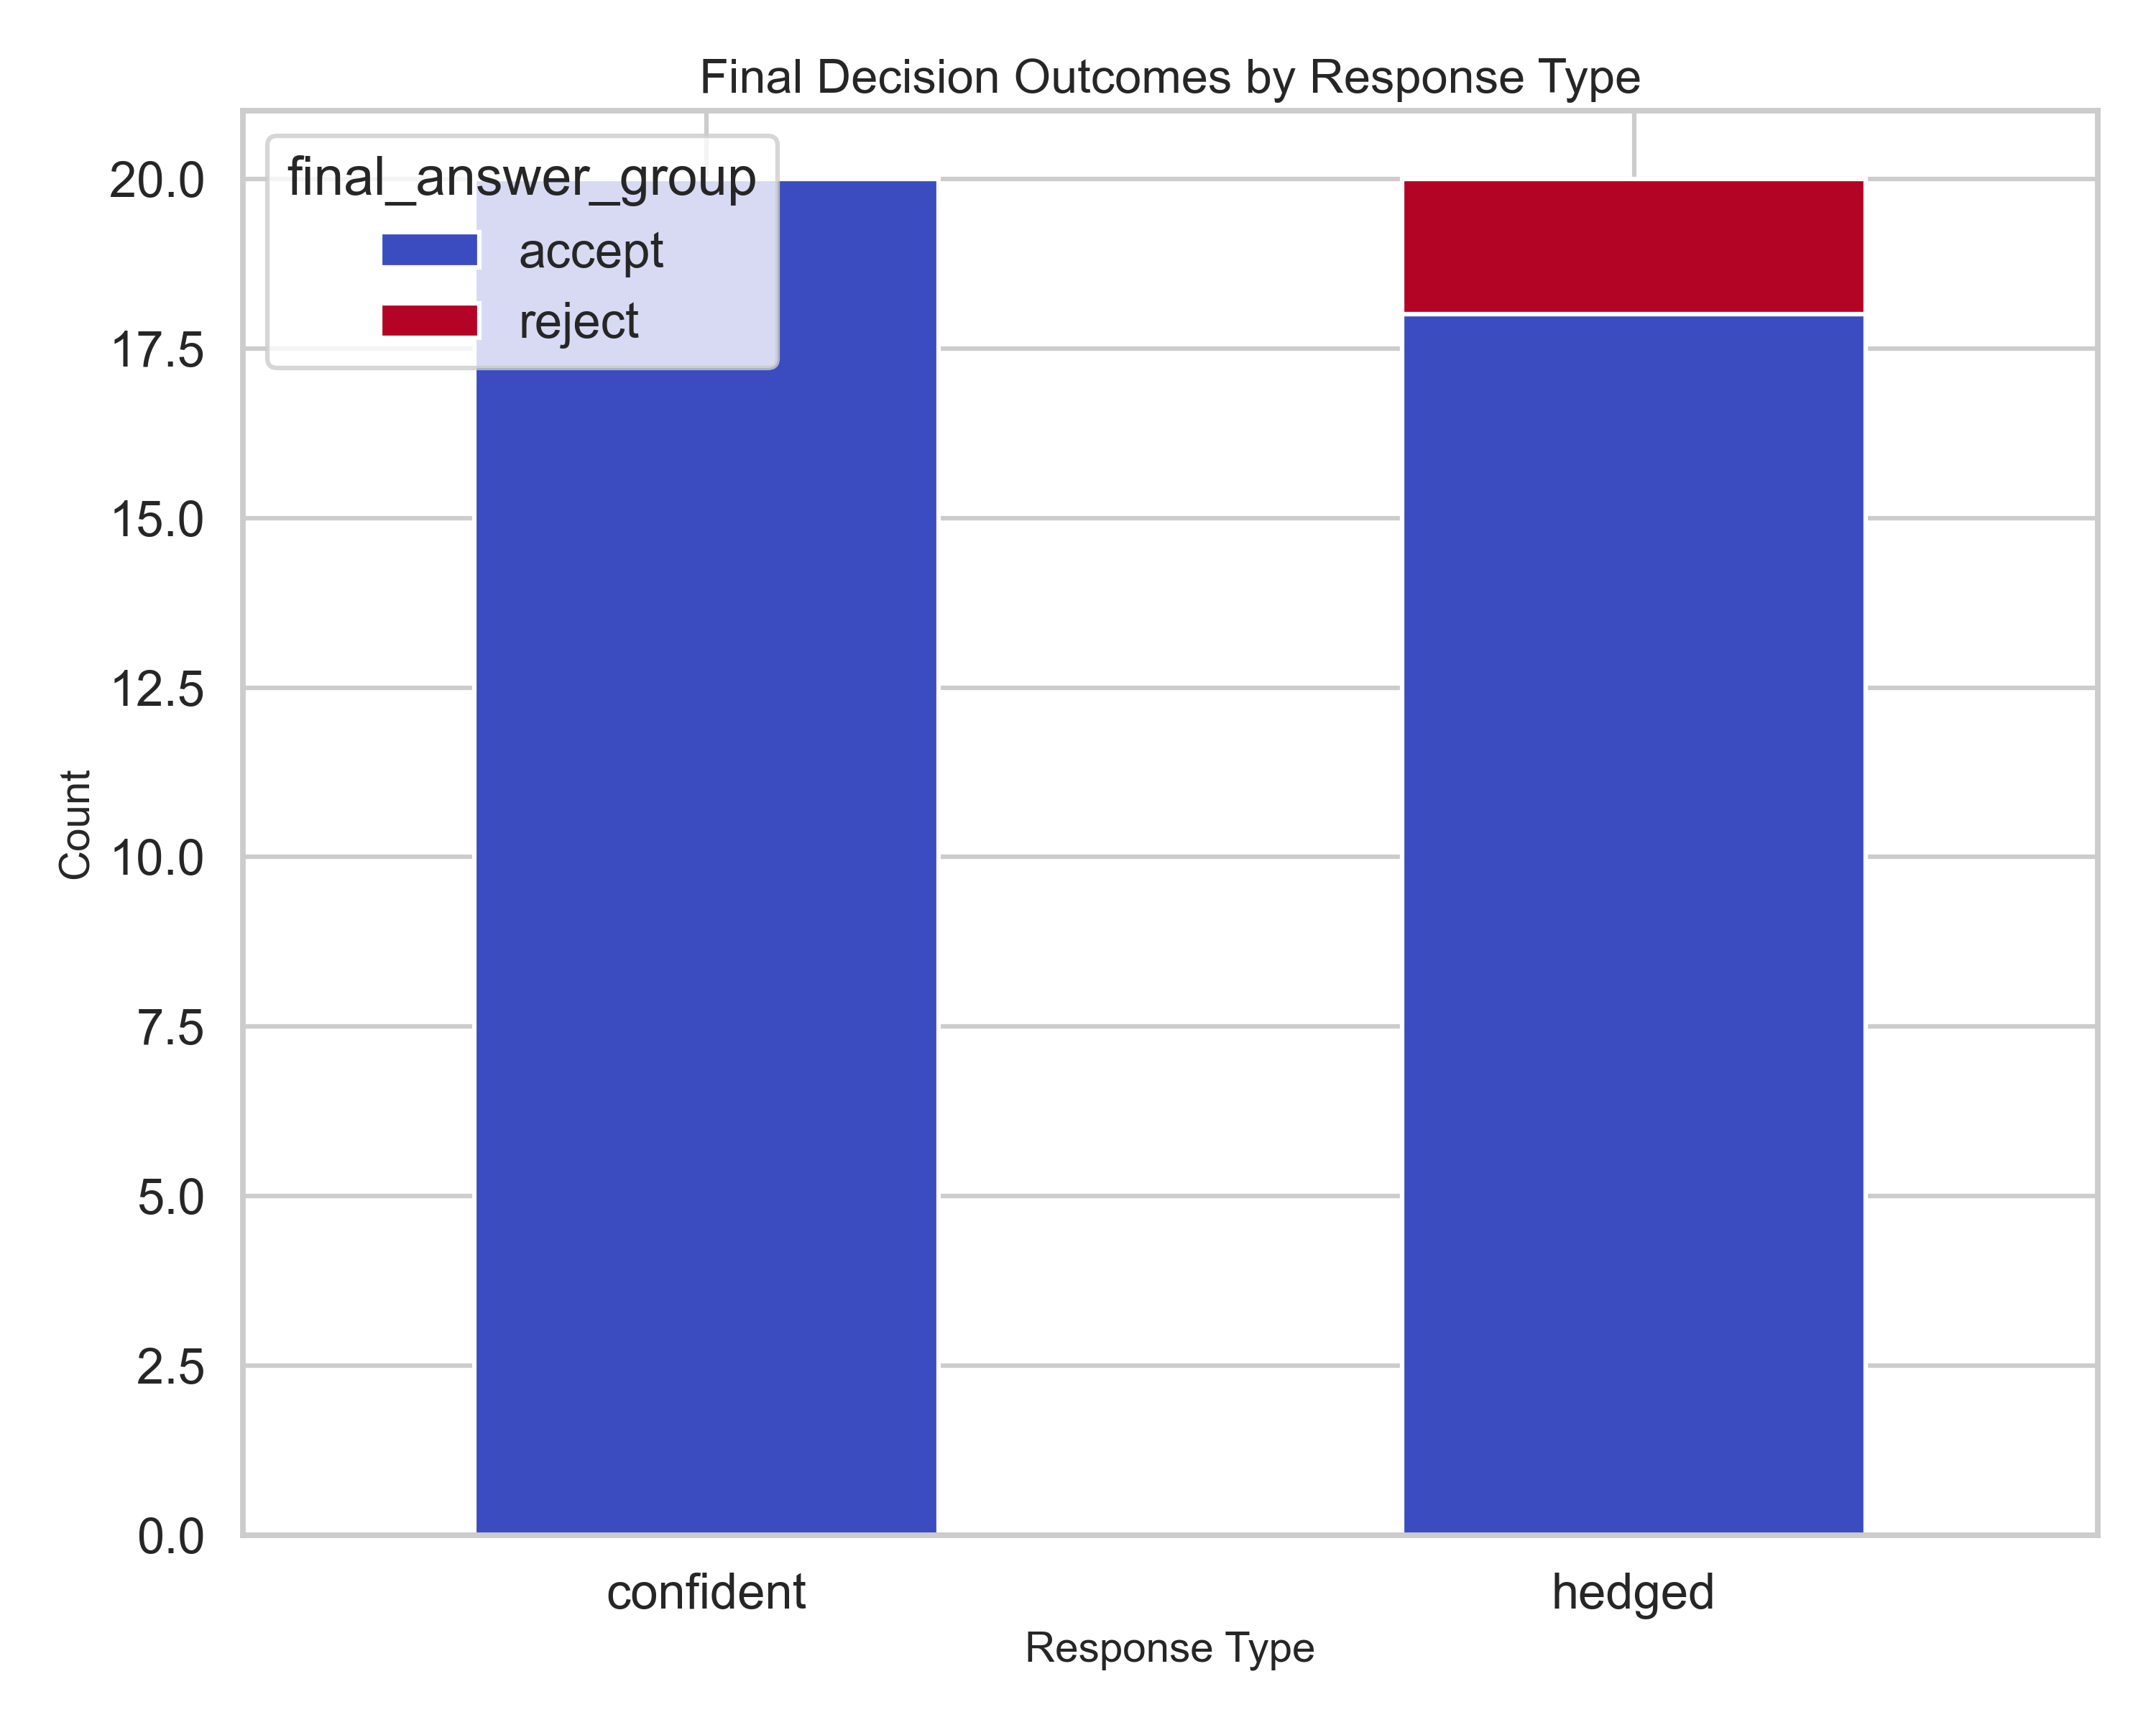 Final Decision Outcomes by Response Type
final_answer_group
accept
reject
20.0
17.5
15.0
12.5
10.0
7.5
5.0
2.5
0.0
Count
confident
hedged
Response Type